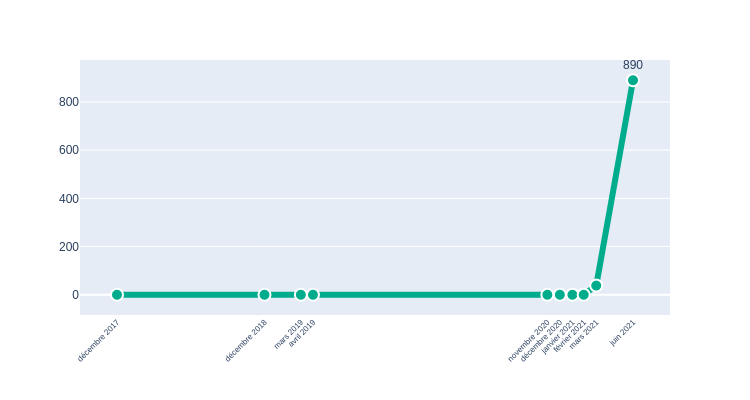 890
800
600
400
200
0
décembre 2017
décembre 2018
mars 2019
avril 2019
novembre 2020
décembre 2020
janvier 2021
février 2021
mars 2021
juin 2021